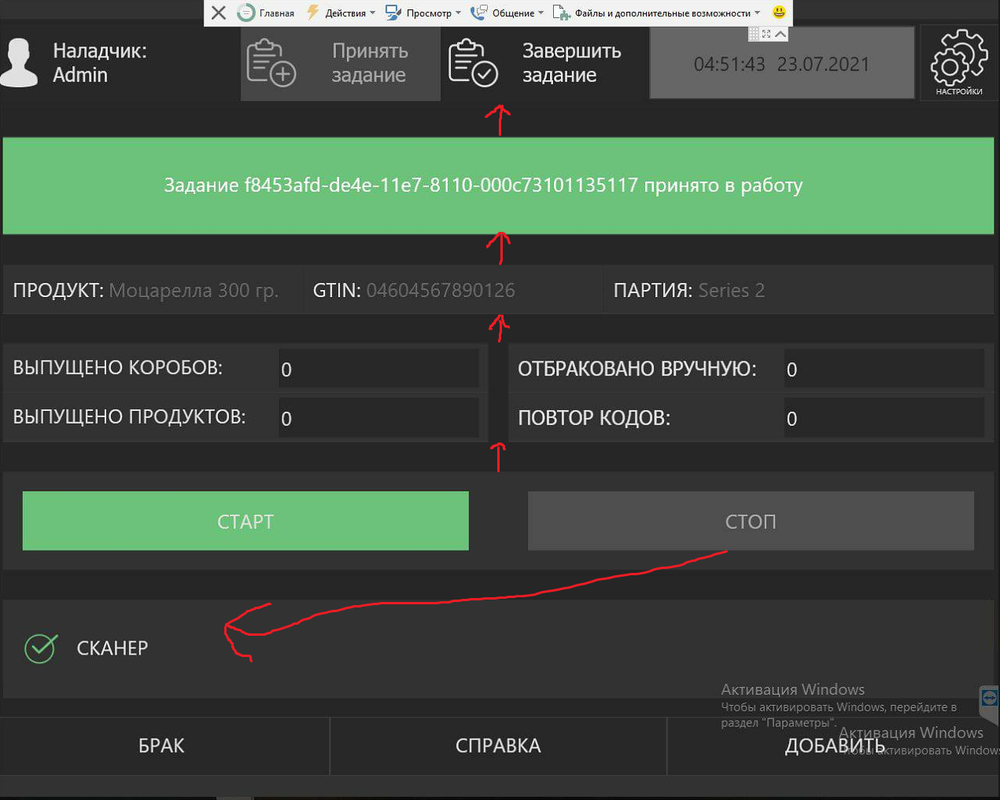 Главная Действия Просмотр Общение Файлы и дополнительные возможности
Наладчик:
Admin
Принять
задание
Завершить
задание
04:51:43 23.07.2021
НАСТРОЙКИ
Задание f8453afd-de4e-11e7-8110-000c73101135117 принято в работу
ПРОДУКТ: Моцарелла 300 гр. GTIN: 04604567890126 ПАРТИЯ: Series 2
ВЫПУЩЕНО КОРОБОВ: 0 ОТБРАКОВАНО ВРУЧНУЮ: 0
ВЫПУЩЕНО ПРОДУКТОВ: 0 ПОВТОР КОДОВ: 0
СТАРТ СТОП
СКАНЕР
Активация Windows
Чтобы активировать Windows, перейдите в
раздел "Параметры".
Активация Windows
Чтобы активировать Windows
БРАК СПРАВКА ДОБАВИТЬ